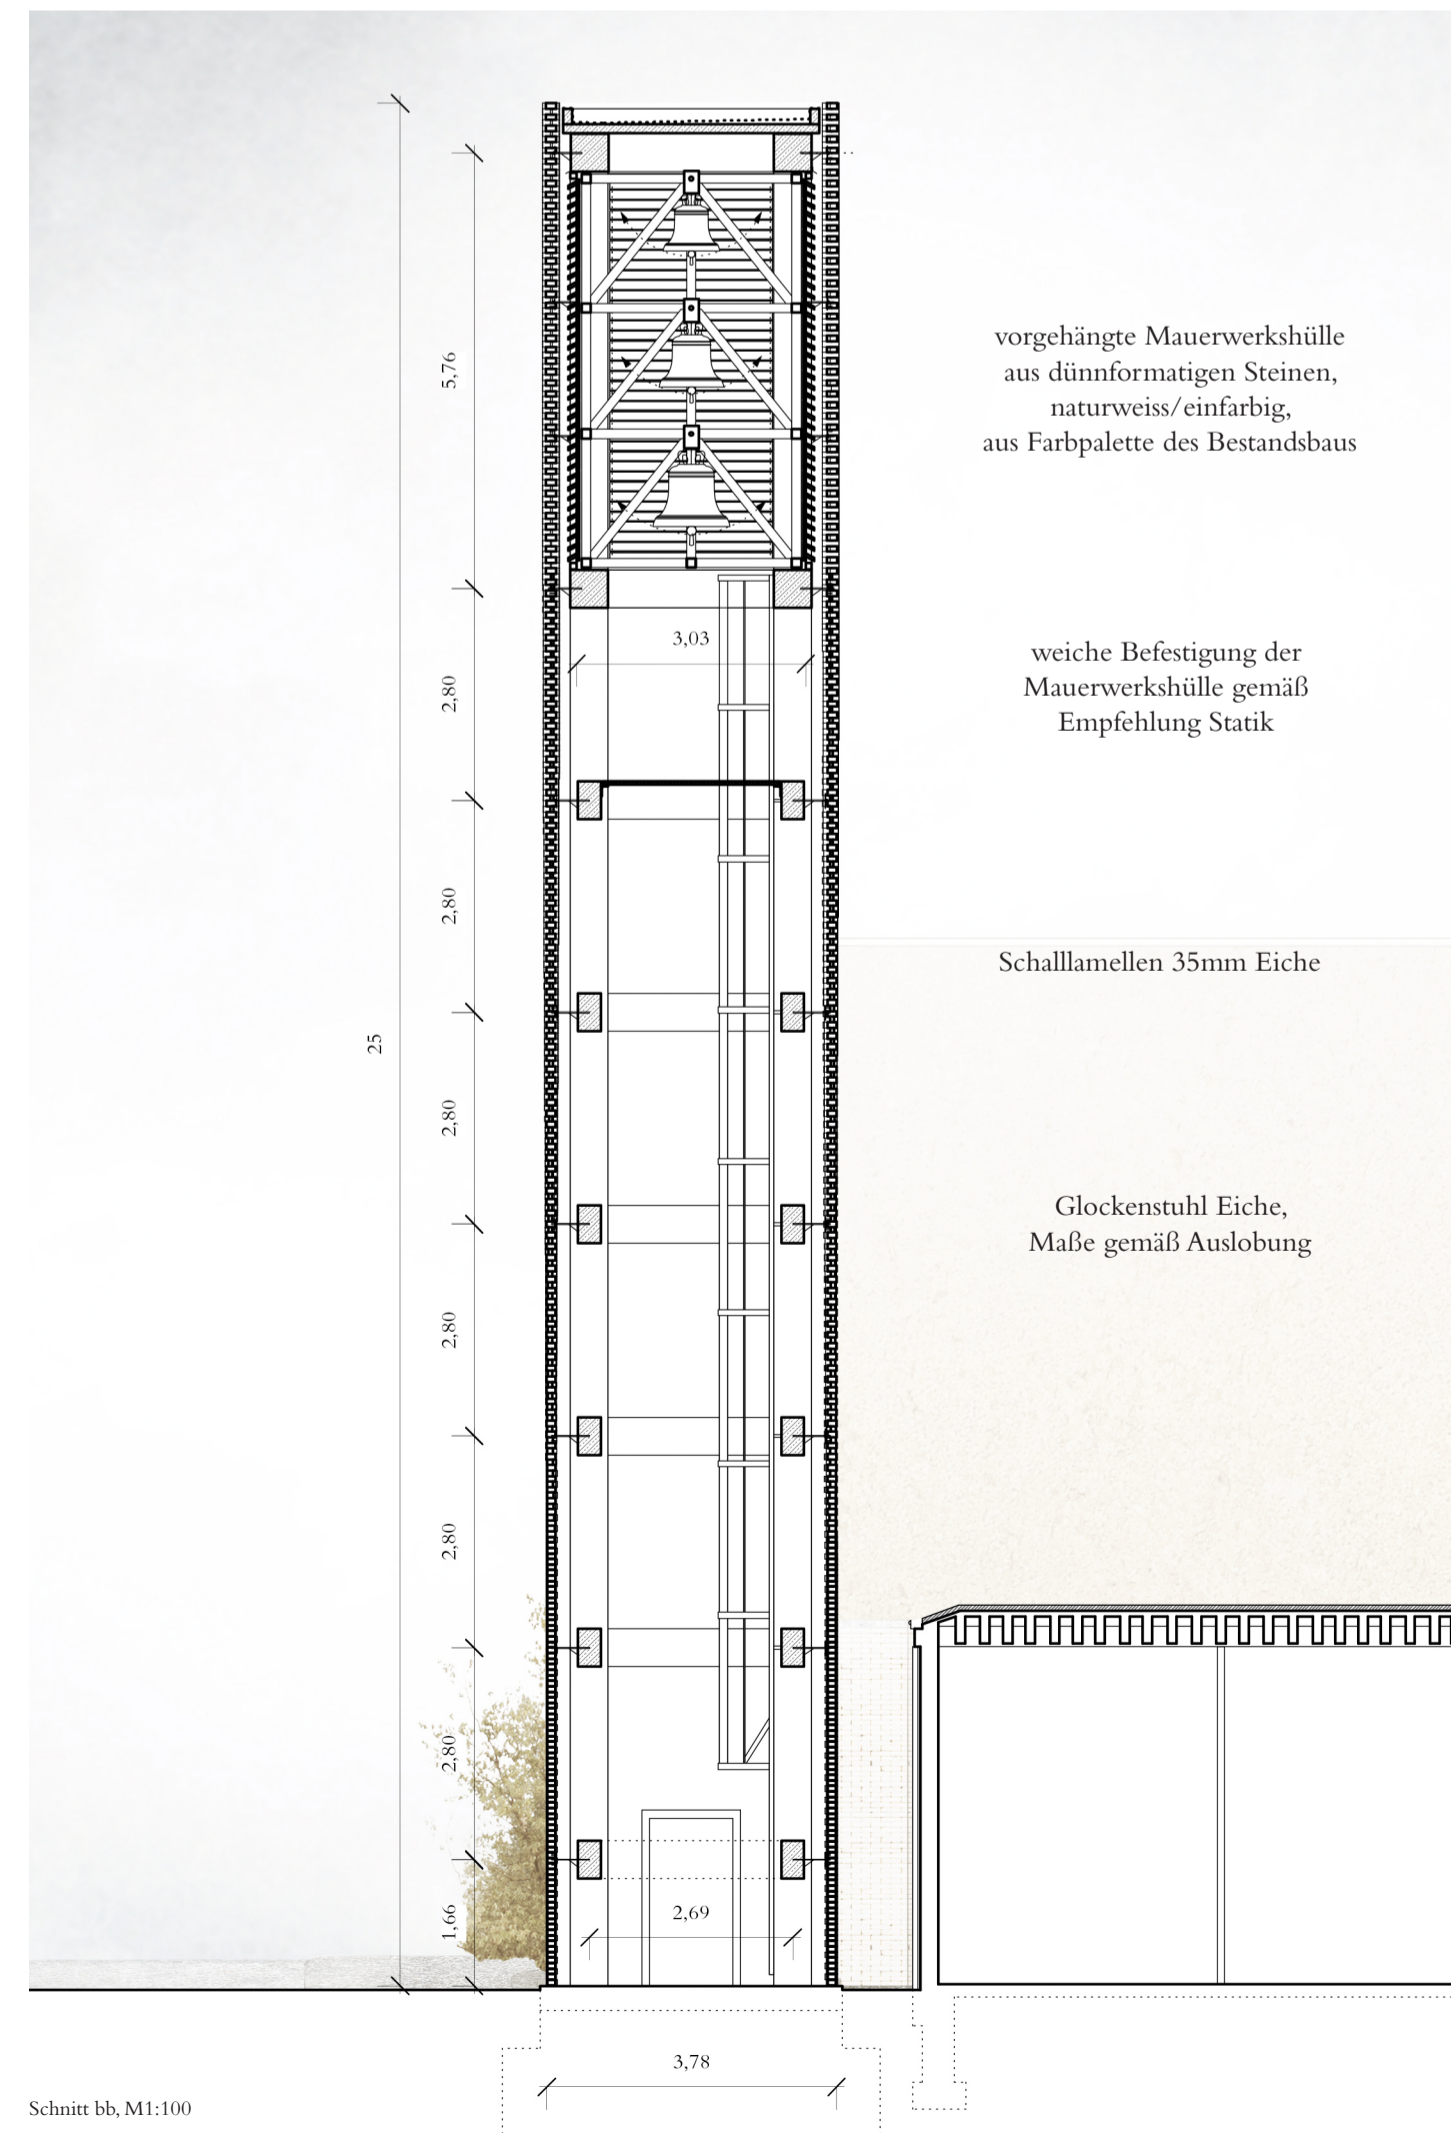 vorgehängte Mauerwerkshülle
aus dünnformatigen Steinen,
naturweiss/einfarbig,
aus Farbpalette des Bestandsbaus
5,76
3,03
weiche Befestigung der
Mauerwerkshülle gemäß
Empfehlung Statik
2,80
2,80
Schalllamellen 35mm Eiche
25
2,80
Glockenstuhl Eiche,
Maße gemäß Auslobung
2,80
2,80
2,80
1,66
2,69
3,78
Schnitt bb, M1:100